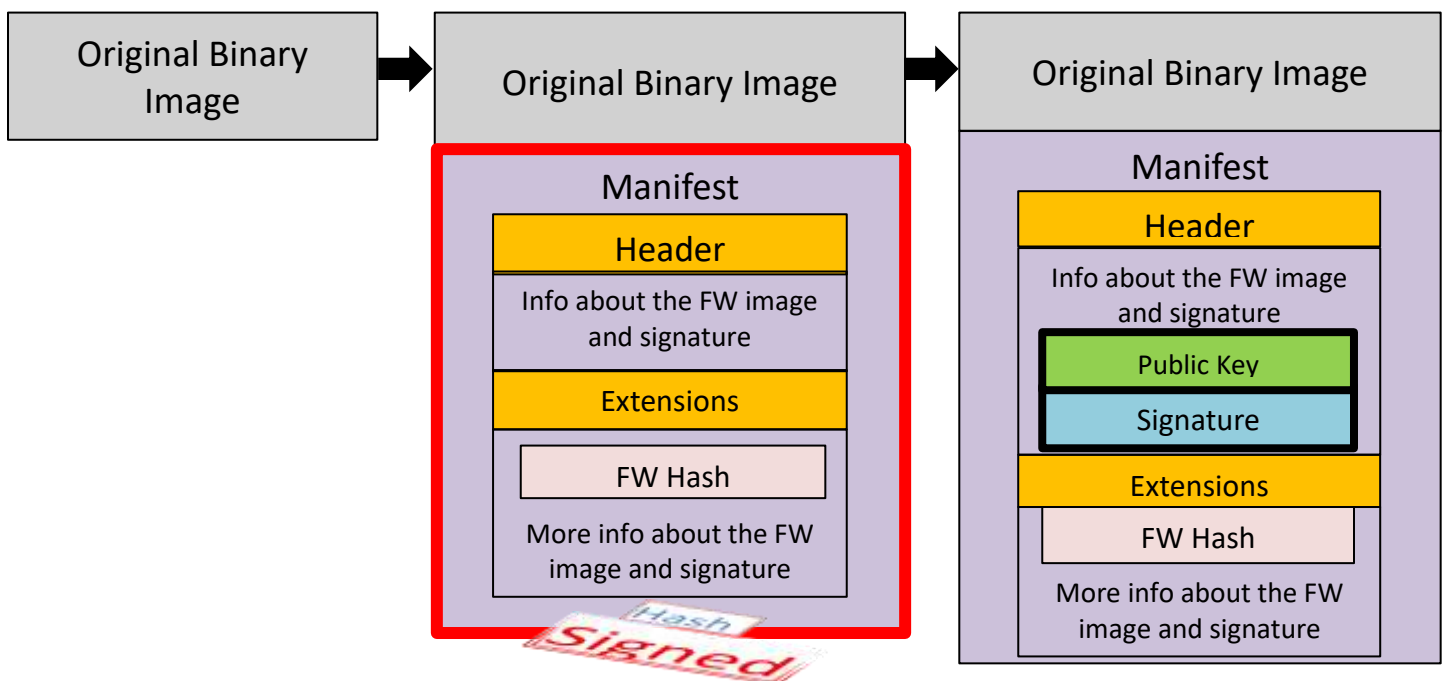 Original Binary
Image
Original Binary Image
Manifest
Header
Info about the FW image
and signature
Extensions
FW Hash
More info about the FW
image and signature
Hash
Signed
Original Binary Image
Manifest
Header
Info about the FW image
and signature
Public Key
Signature
Extensions
FW Hash
More info about the FW
image and signature